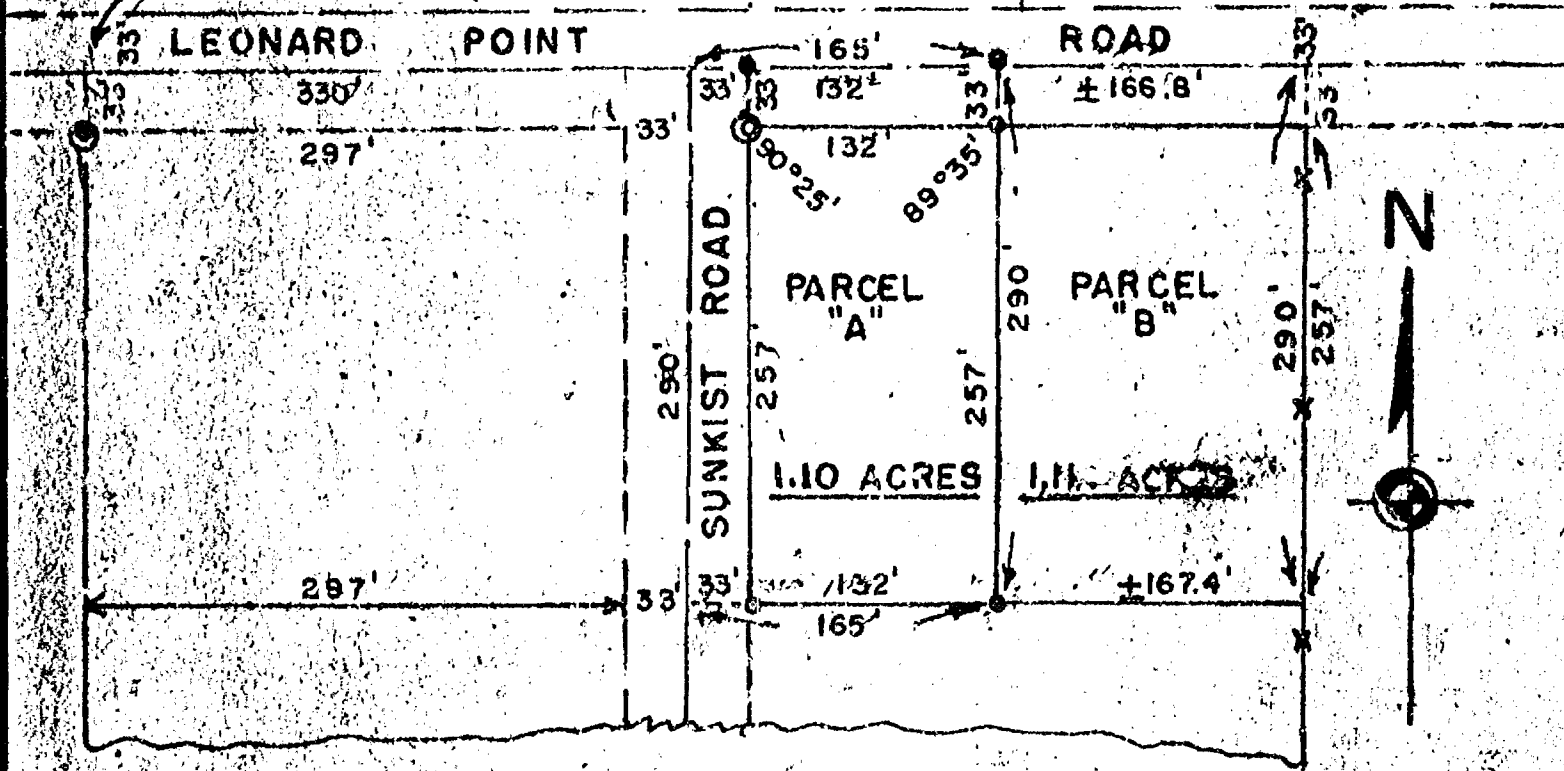 33' LEONARD POINT 165' ROAD 33'
33' 330' 33' 33' 132' 33' ± 166.8' 33'
297' 33' 132'
90°25' 89°35'
N
SUNKIST ROAD
PARCEL "A"
PARCEL "B"
290' 257' 257' 290' 290' 257'
1.10 ACRES
297' 33' 33' 132' ±167.4'
165'